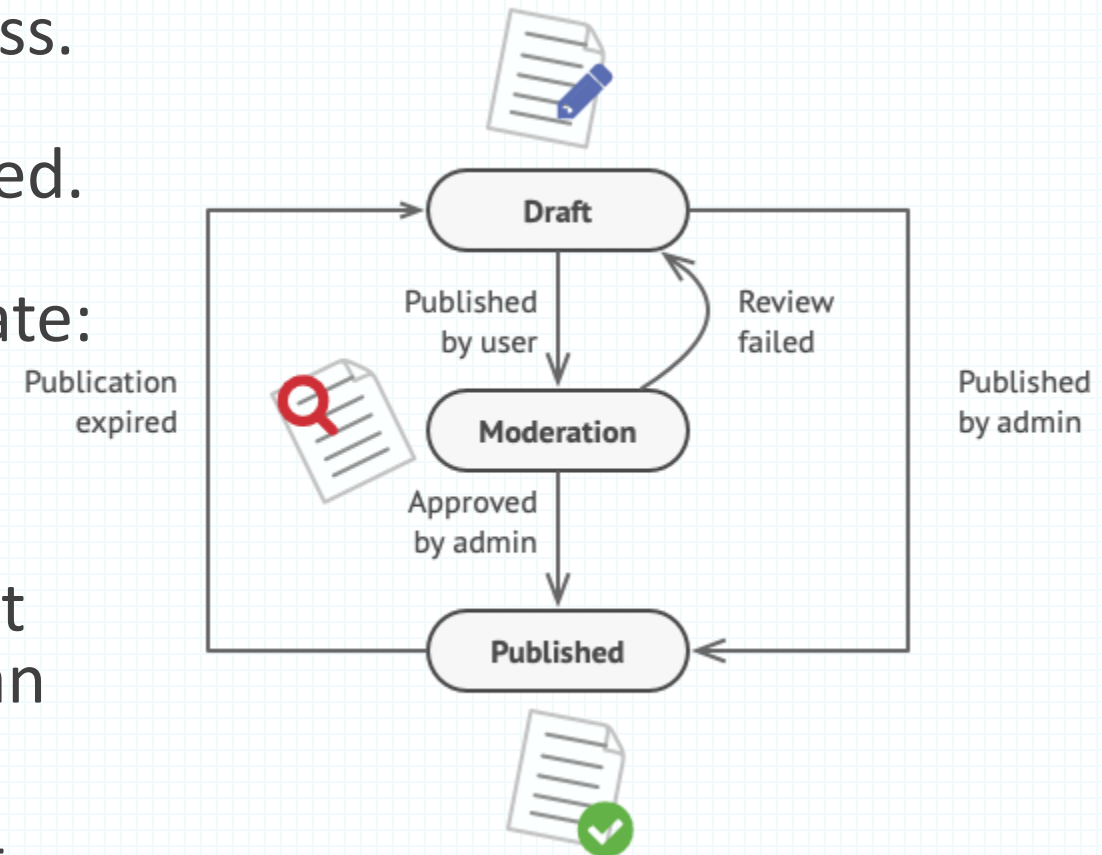 ss.
ed.
ate:
t
an
Draft
Published
by user
Review
failed
Publication
expired
Published
by admin
Moderation
Approved
by admin
Published